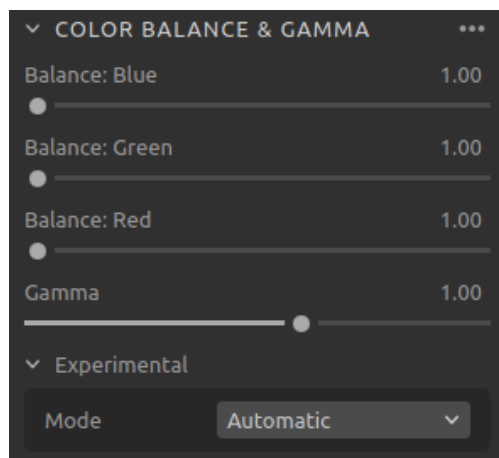 COLOR BALANCE & GAMMA
Balance: Blue 1.00
Balance: Green 1.00
Balance: Red 1.00
Gamma 1.00
Experimental
Mode Automatic